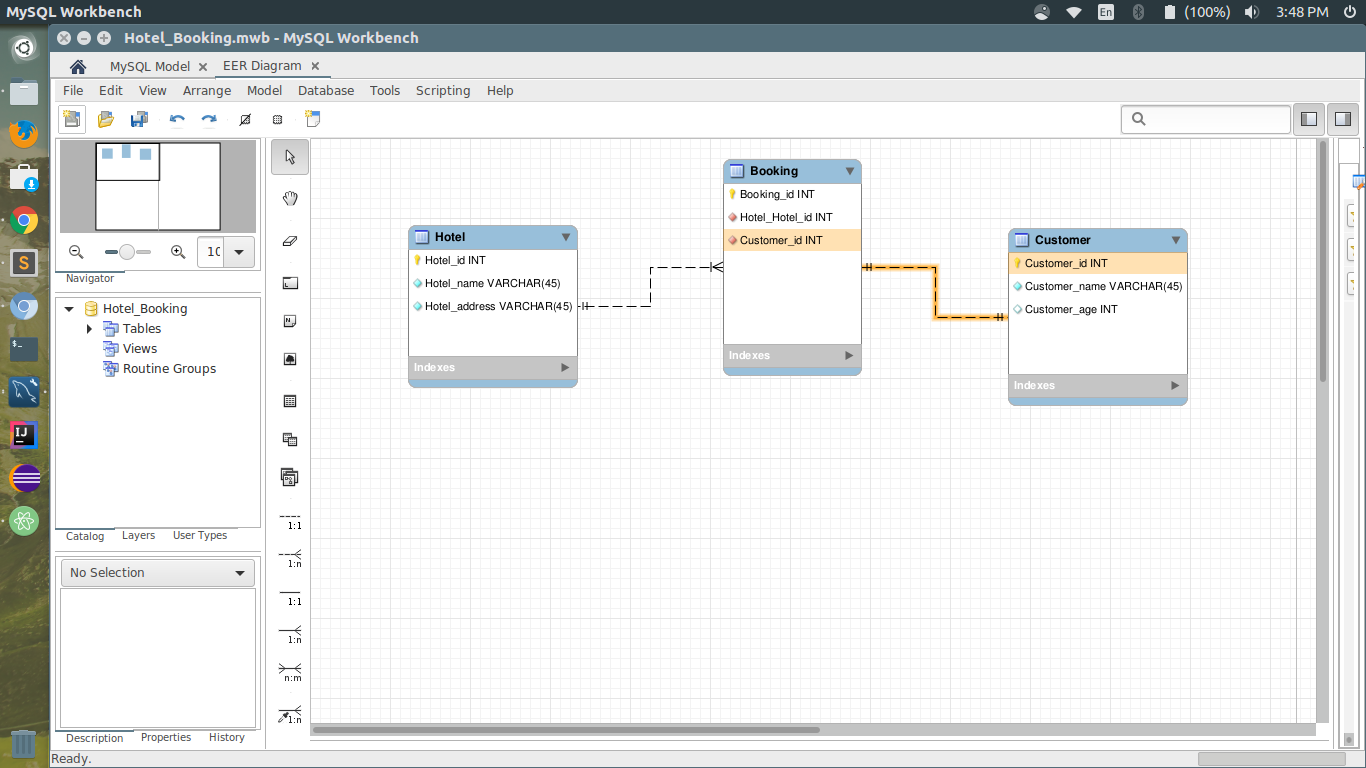 MySQL Workbench
En
(100%)
3:48 PM
Hotel_Booking.mwb - MySQL Workbench
MySQL Model
EER Diagram
File Edit View Arrange Model Database Tools Scripting Help
Navigator
Hotel_Booking
Tables
Views
Routine Groups
Catalog Layers User Types
No Selection
Description Properties History
1:1
1:n
1:1
1:n
n:m
1:n
Hotel
Hotel_id INT
Hotel_name VARCHAR(45)
Hotel_address VARCHAR(45)
Indexes
Booking
Booking_id INT
Hotel_Hotel_id INT
Customer_id INT
Indexes
Customer
Customer_id INT
Customer_name VARCHAR(45)
Customer_age INT
Indexes
S
IJ
Ready.